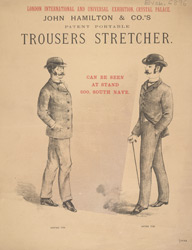 LONDON INTERNATIONAL AND UNIVERSAL EXHIBITION, CRYSTAL PALACE.
JOHN HAMILTON & CO.'S
PATENT PORTABLE
TROUSERS STRETCHER.
CAN BE SEEN
AT STAND
SOUTH NAVE.